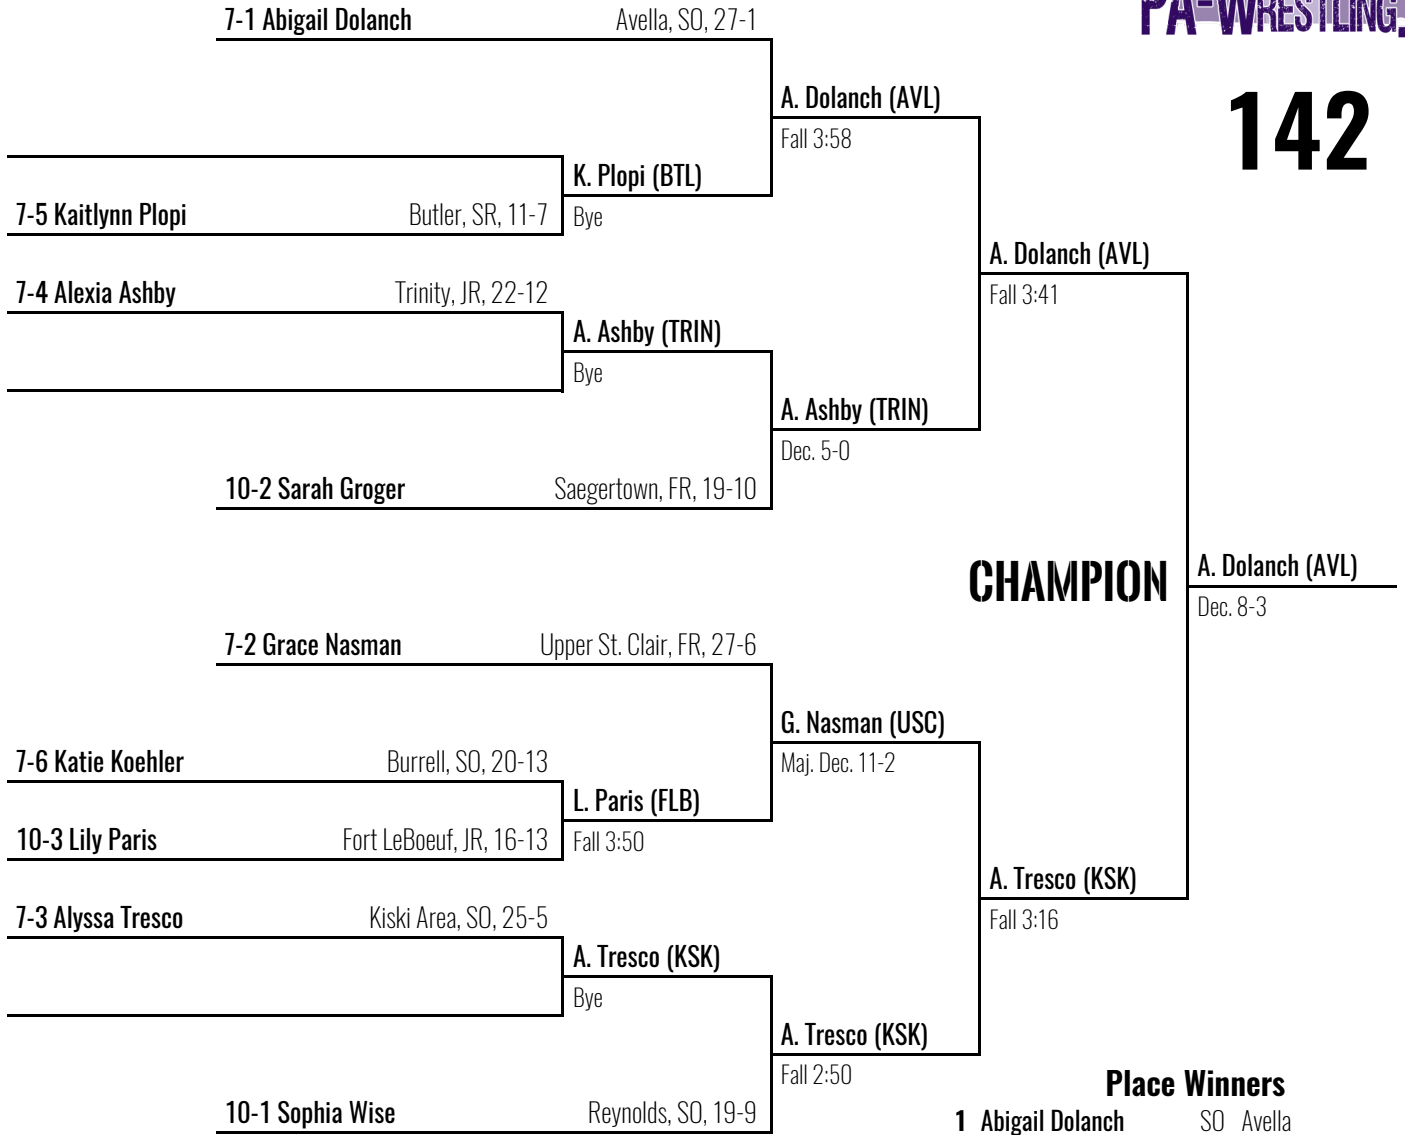 PA-WRESTLING.
142
7-1 Abigail Dolanch Avella, SO, 27-1
A. Dolanch (AVL)
Fall 3:58
K. Plopi (BTL)
7-5 Kaitlynn Plopi Butler, SR, 11-7
Bye
A. Dolanch (AVL)
Fall 3:41
7-4 Alexia Ashby Trinity, JR, 22-12
A. Ashby (TRIN)
Bye
A. Ashby (TRIN)
Dec. 5-0
10-2 Sarah Groger Saegertown, FR, 19-10
CHAMPION
A. Dolanch (AVL)
Dec. 8-3
7-2 Grace Nasman Upper St. Clair, FR, 27-6
G. Nasman (USC)
Maj. Dec. 11-2
7-6 Katie Koehler Burrell, SO, 20-13
L. Paris (FLB)
10-3 Lily Paris Fort LeBoeuf, JR, 16-13
Fall 3:50
A. Tresco (KSK)
Fall 3:16
7-3 Alyssa Tresco Kiski Area, SO, 25-5
A. Tresco (KSK)
Bye
A. Tresco (KSK)
Fall 2:50
10-1 Sophia Wise Reynolds, SO, 19-9
Place Winners
1 Abigail Dolanch SO Avella